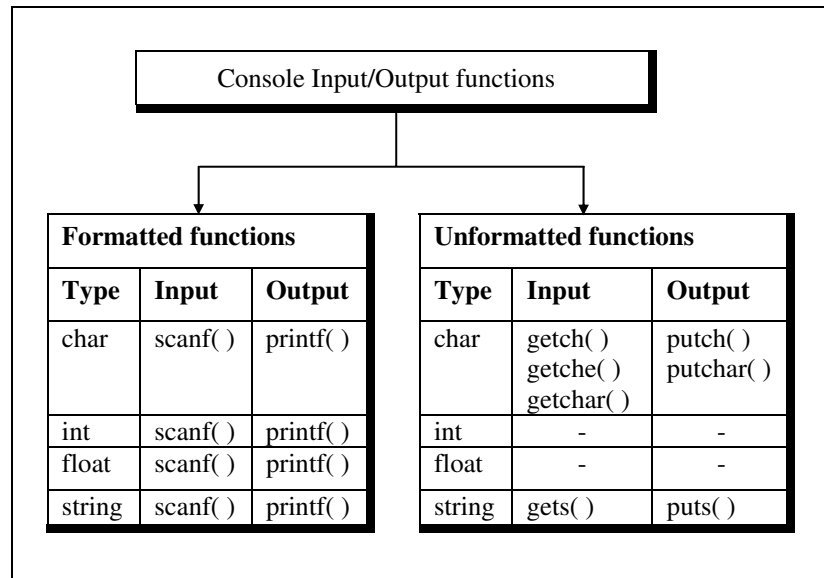 Console Input/Output functions
Formatted functions
Type Input Output
char scanf( ) printf( )
int scanf( ) printf( )
float scanf( ) printf( )
string scanf( ) printf( )
Unformatted functions
Type Input Output
char getch( ) putch( )
getche( ) putchar( )
getchar( )
int - -
float - -
string gets( ) puts( )